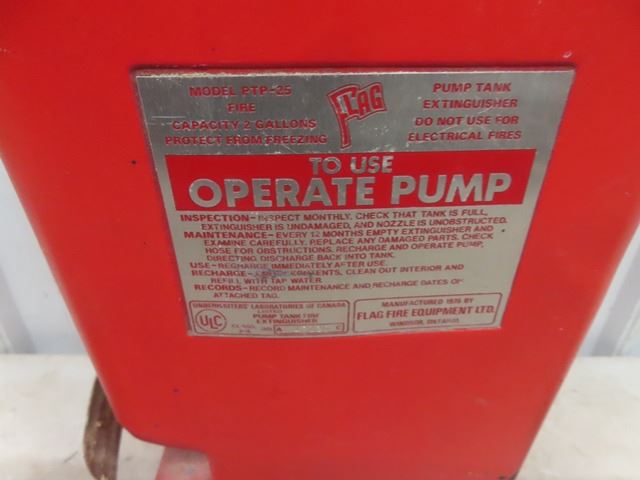 MODEL PTP-25
FIRE
CAPACITY 2 GALLONS
PROTECT FROM FREEZING
FLAG
PUMP TANK
EXTINGUISHER
DO NOT USE FOR
ELECTRICAL FIRES
TO USE
OPERATE PUMP
INSPECTION-INSPECT MONTHLY. CHECK THAT TANK IS FULL,
EXTINGUISHER IS UNDAMAGED, AND NOZZLE IS UNOBSTRUCTED.
MAINTENANCE-EVERY 12 MONTHS EMPTY EXTINGUISHER AND
EXAMINE CAREFULLY. REPLACE ANY DAMAGED PARTS. CHECK
HOSE FOR OBSTRUCTIONS. RECHARGE AND OPERATE PUMP,
DIRECTING DISCHARGE BACK INTO TANK.
USE-RECHARGE IMMEDIATELY AFTER USE.
RECHARGE- CONTENTS, CLEAN OUT INTERIOR AND
REFILL WITH TAP WATER.
RECORDS-RECORD MAINTENANCE AND RECHARGE DATES ON
ATTACHED TAG.
UNDERWRITERS' LABORATORIES OF CANADA
LISTED
PUMP TANK FIRE
EXTINGUISHER
ULC
CLASS
2-A
NO. A
C
MANUFACTURED 1976 BY
FLAG FIRE EQUIPMENT LTD.
WINDSOR, ONTARIO.